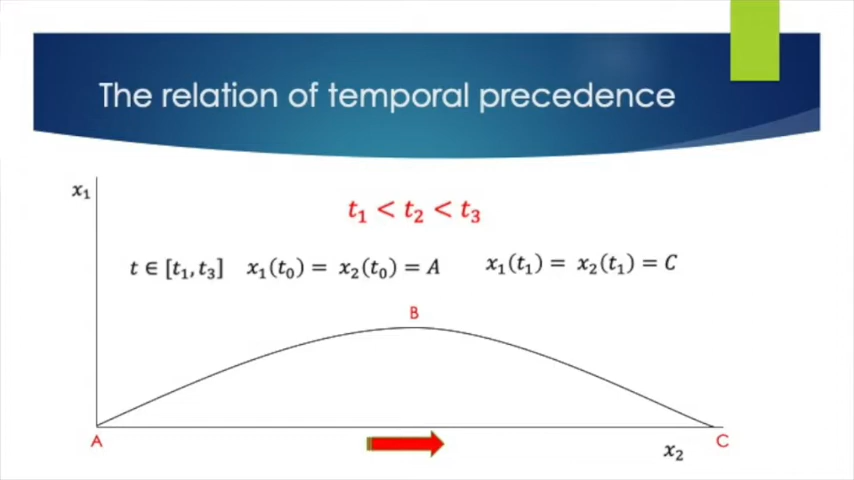 The relation of temporal precedence
x₁
t₁ < t₂ < t₃
t ∈ [t₁, t₃] x₁(t₀) = x₂(t₀) = A x₁(t₁) = x₂(t₁) = C
B
A
x₂
C